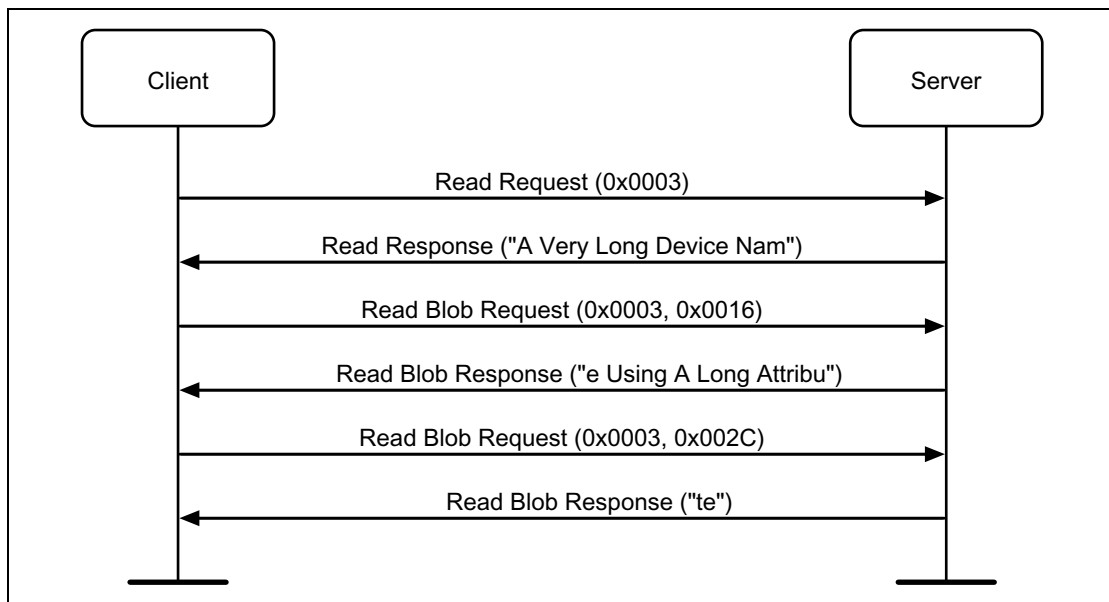 Client
Server
Read Request (0x0003)
Read Response ("A Very Long Device Nam")
Read Blob Request (0x0003, 0x0016)
Read Blob Response ("e Using A Long Attribu")
Read Blob Request (0x0003, 0x002C)
Read Blob Response ("te")